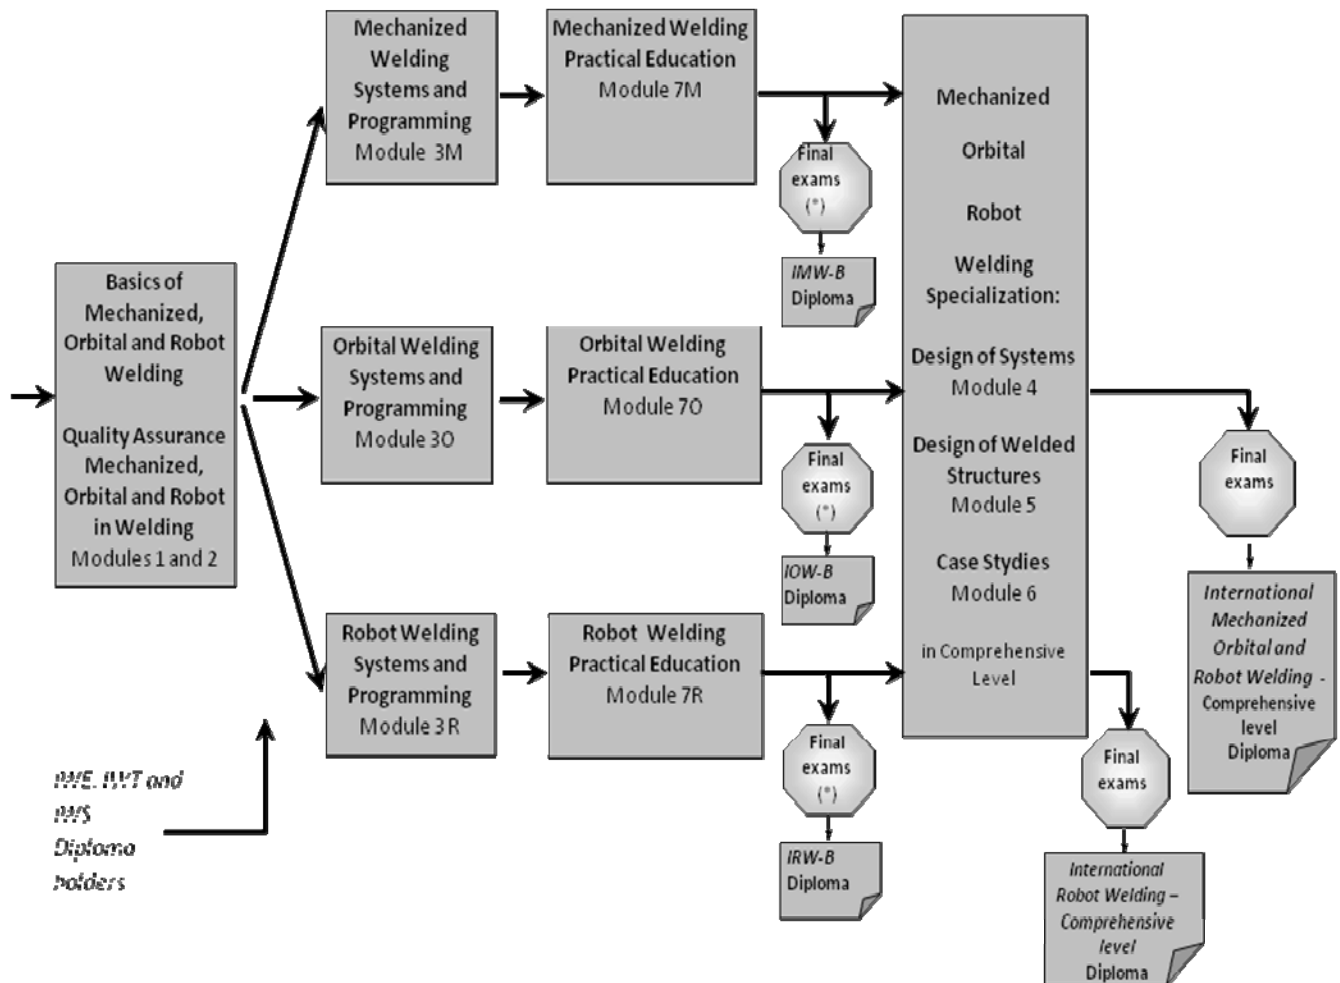 Mechanized
Welding
Systems and
Programming
Module 3M
Mechanized Welding
Practical Education
Module 7M
Final
exams
(*)
IMW-B
Diploma
Basics of
Mechanized,
Orbital and Robot
Welding
Quality Assurance
Mechanized,
Orbital and Robot
in Welding
Modules 1 and 2
Orbital Welding
Systems and
Programming
Module 3O
Orbital Welding
Practical Education
Module 7O
Final
exams
(*)
IOW-B
Diploma
Robot Welding
Systems and
Programming
Module 3R
Robot Welding
Practical Education
Module 7R
Final
exams
(*)
IRW-B
Diploma
Mechanized
Orbital
Robot
Welding
Specialization:
Design of Systems
Module 4
Design of Welded
Structures
Module 5
Case Stydies
Module 6
in Comprehensive
Level
Final
exams
International
Mechanized
Orbital and
Robot Welding -
Comprehensive
level
Diploma
Final
exams
International
Robot Welding –
Comprehensive
level
Diploma
IWE, IWT and
IWS
Diploma
holders